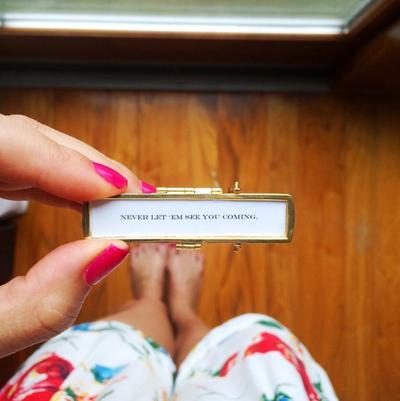 NEVER LET 'EM SEE YOU COMING.